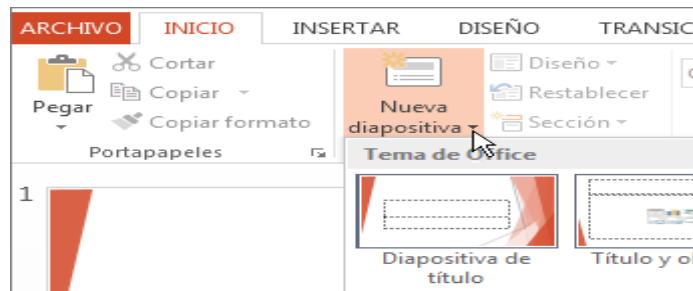 ARCHIVO INICIO INSERTAR DISEÑO
Cortar
Copiar
Copiar formato
Pegar
Portapapeles
Nueva
diapositiva
Diseño
Restablecer
Sección
Tema de Office
1
Diapositiva de
título
Título y